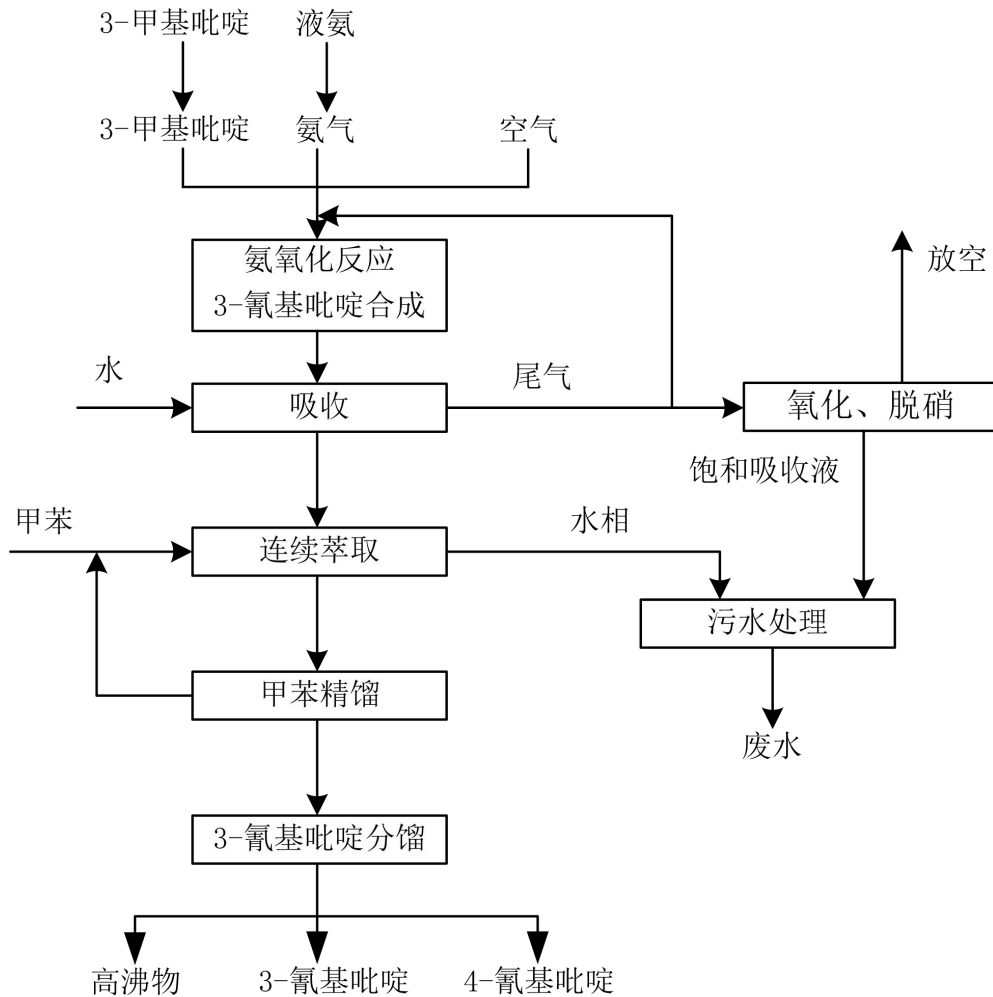 3-甲基吡啶
液氨
3-甲基吡啶
氨气
空气
氨氧化反应
3-氰基吡啶合成
放空
水
尾气
吸收
氧化、脱硝
饱和吸收液
甲苯
水相
连续萃取
污水处理
甲苯精馏
废水
3-氰基吡啶分馏
高沸物
3-氰基吡啶
4-氰基吡啶